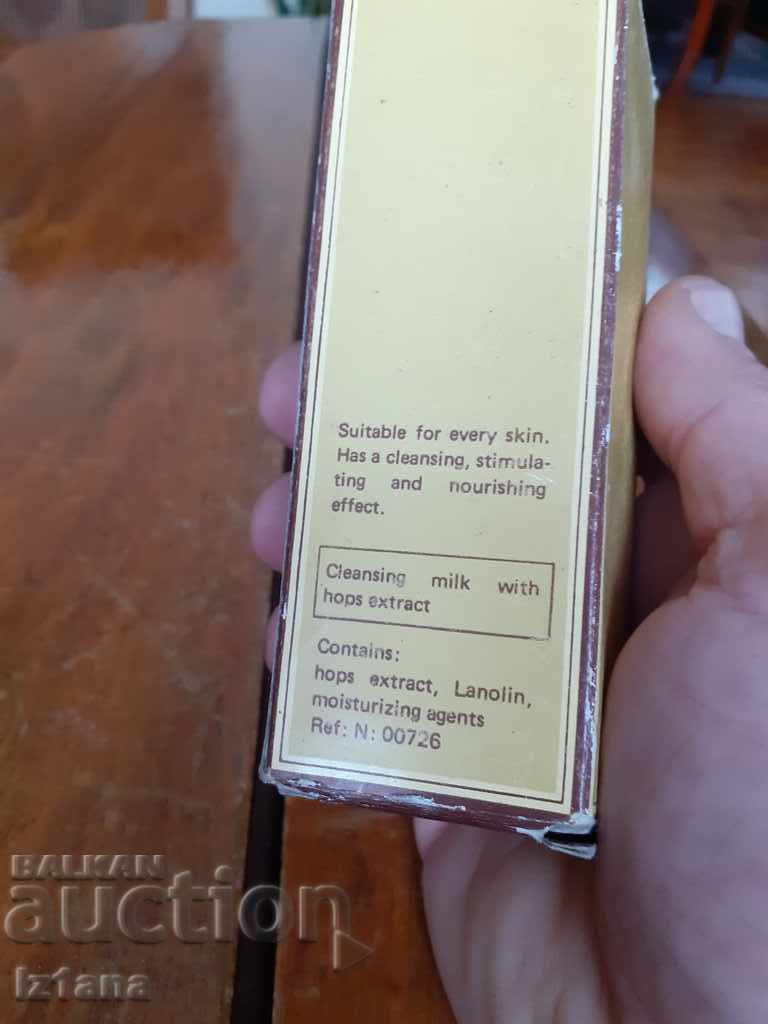 Suitable for every skin.
Has a cleansing, stimula-
ting and nourishing
effect.
Cleansing milk with
hops extract
Contains:
hops extract, Lanolin,
moisturizing agents
Ref: N: 00726
BALKAN
auction
Iz1ana